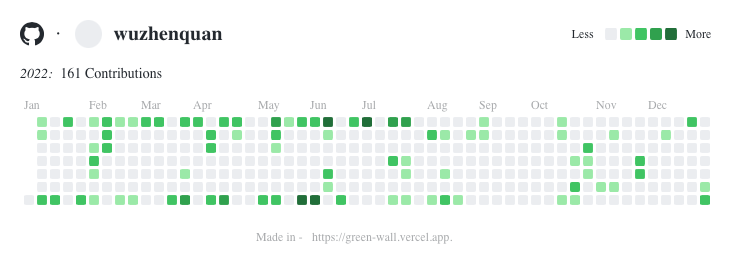 · wuzhenquan Less More
2022: 161 Contributions
Jan Feb Mar Apr May Jun Jul Aug Sep Oct Nov Dec
Made in - https://green-wall.vercel.app.